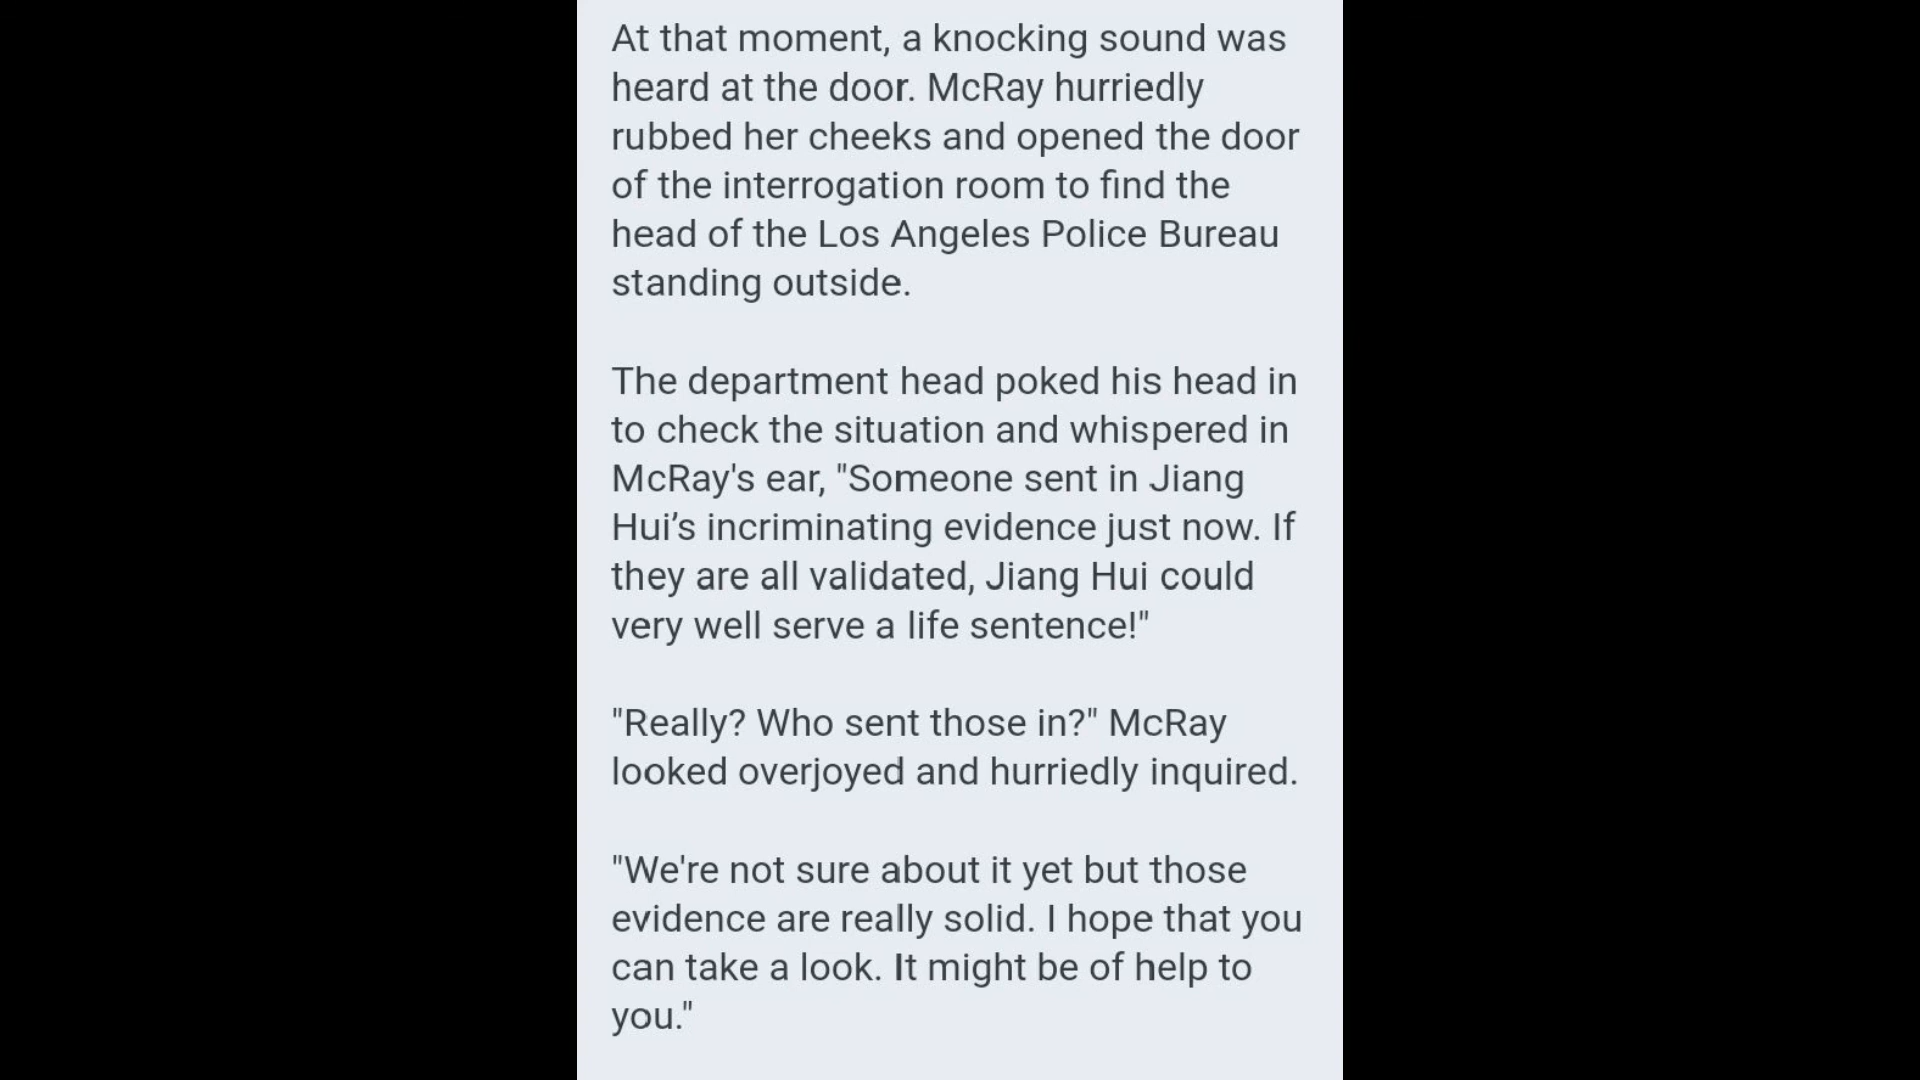 At that moment, a knocking sound was
heard at the door. McRay hurriedly
rubbed her cheeks and opened the door
of the interrogation room to find the
head of the Los Angeles Police Bureau
standing outside.
The department head poked his head in
to check the situation and whispered in
McRay's ear, "Someone sent in Jiang
Hui’s incriminating evidence just now. If
they are all validated, Jiang Hui could
very well serve a life sentence!"
"Really? Who sent those in?" McRay
looked overjoyed and hurriedly inquired.
"We're not sure about it yet but those
evidence are really solid. I hope that you
can take a look. It might be of help to
you."